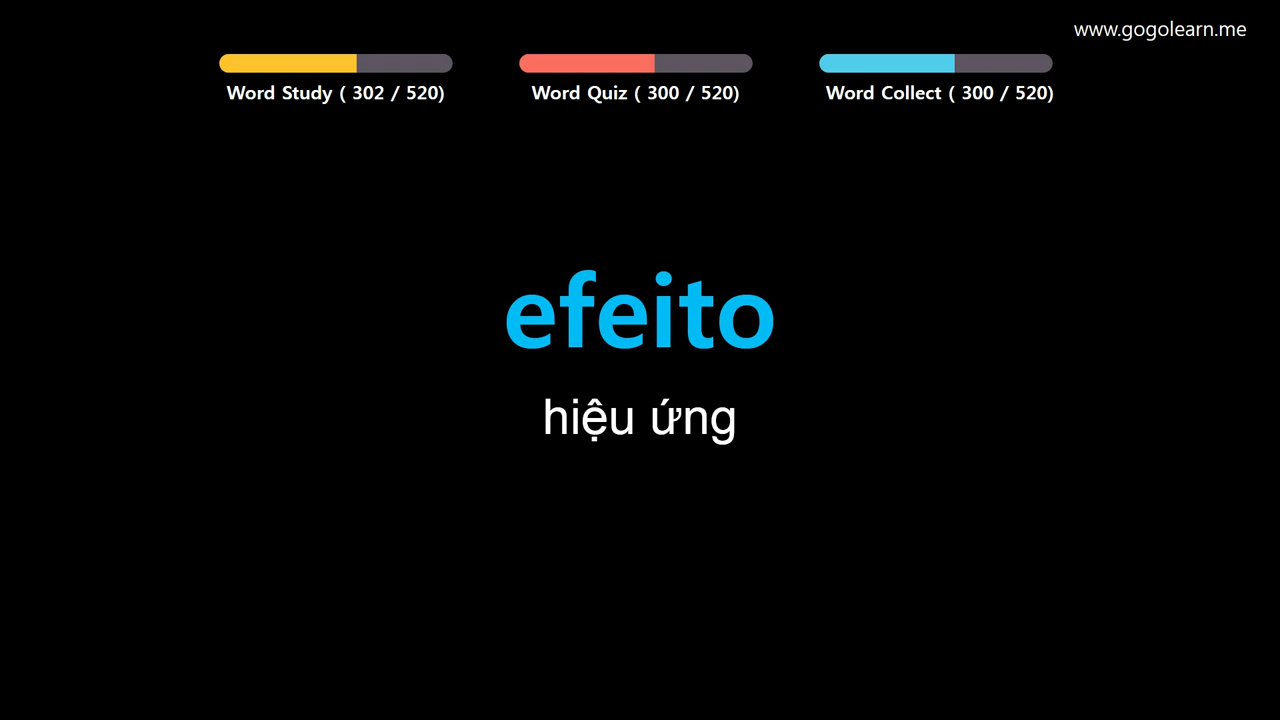 www.gogolearn.me
Word Study ( 302 / 520)
Word Quiz ( 300 / 520)
Word Collect ( 300 / 520)
efeito
hiệu ứng